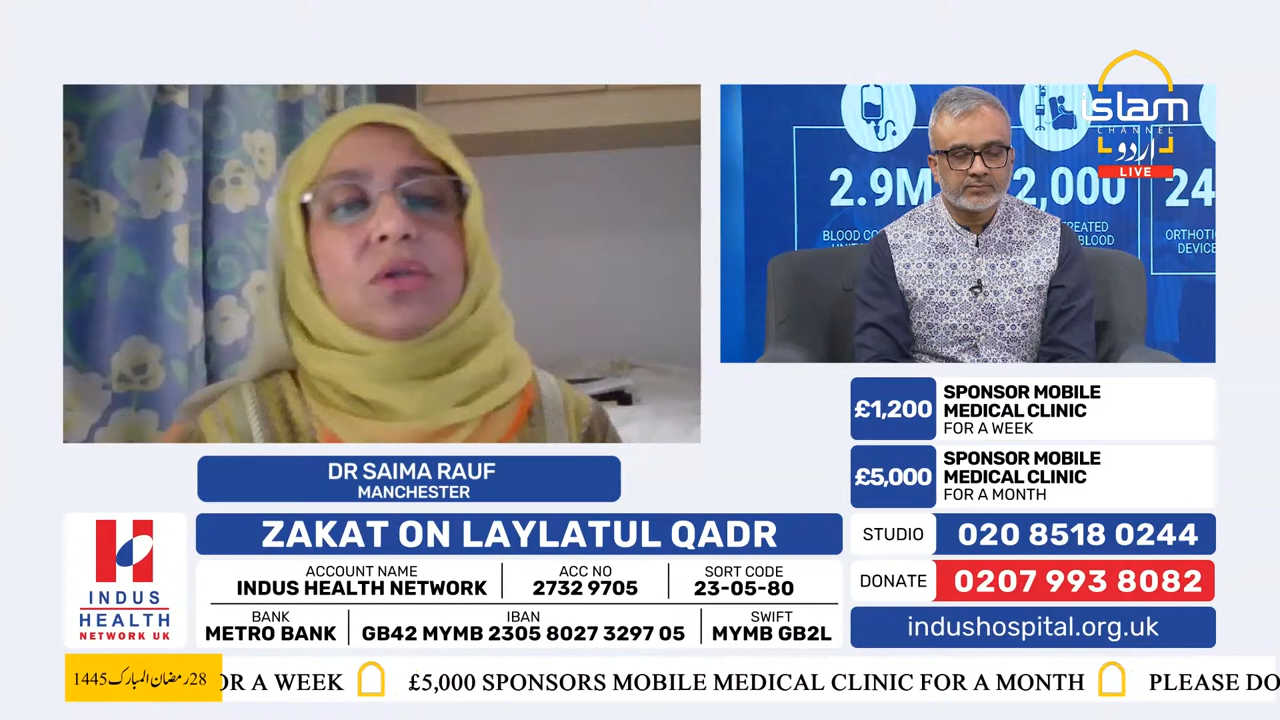 islam
CHANNEL
اردو
LIVE
2.9M
2,000
24
BLOOD CO
TREATED
BLOOD
ORTHOTI
DEVICE
£1,200
SPONSOR MOBILE
MEDICAL CLINIC
FOR A WEEK
£5,000
SPONSOR MOBILE
MEDICAL CLINIC
FOR A MONTH
DR SAIMA RAUF
MANCHESTER
INDUS
HEALTH
NETWORK UK
ZAKAT ON LAYLATUL QADR
ACCOUNT NAME
INDUS HEALTH NETWORK
ACC NO
2732 9705
SORT CODE
23-05-80
BANK
METRO BANK
IBAN
GB42 MYMB 2305 8027 3297 05
SWIFT
MYMB GB2L
STUDIO 020 8518 0244
DONATE 0207 993 8082
indushospital.org.uk
28رمضان المبارک 1445
OR A WEEK £5,000 SPONSORS MOBILE MEDICAL CLINIC FOR A MONTH PLEASE DO